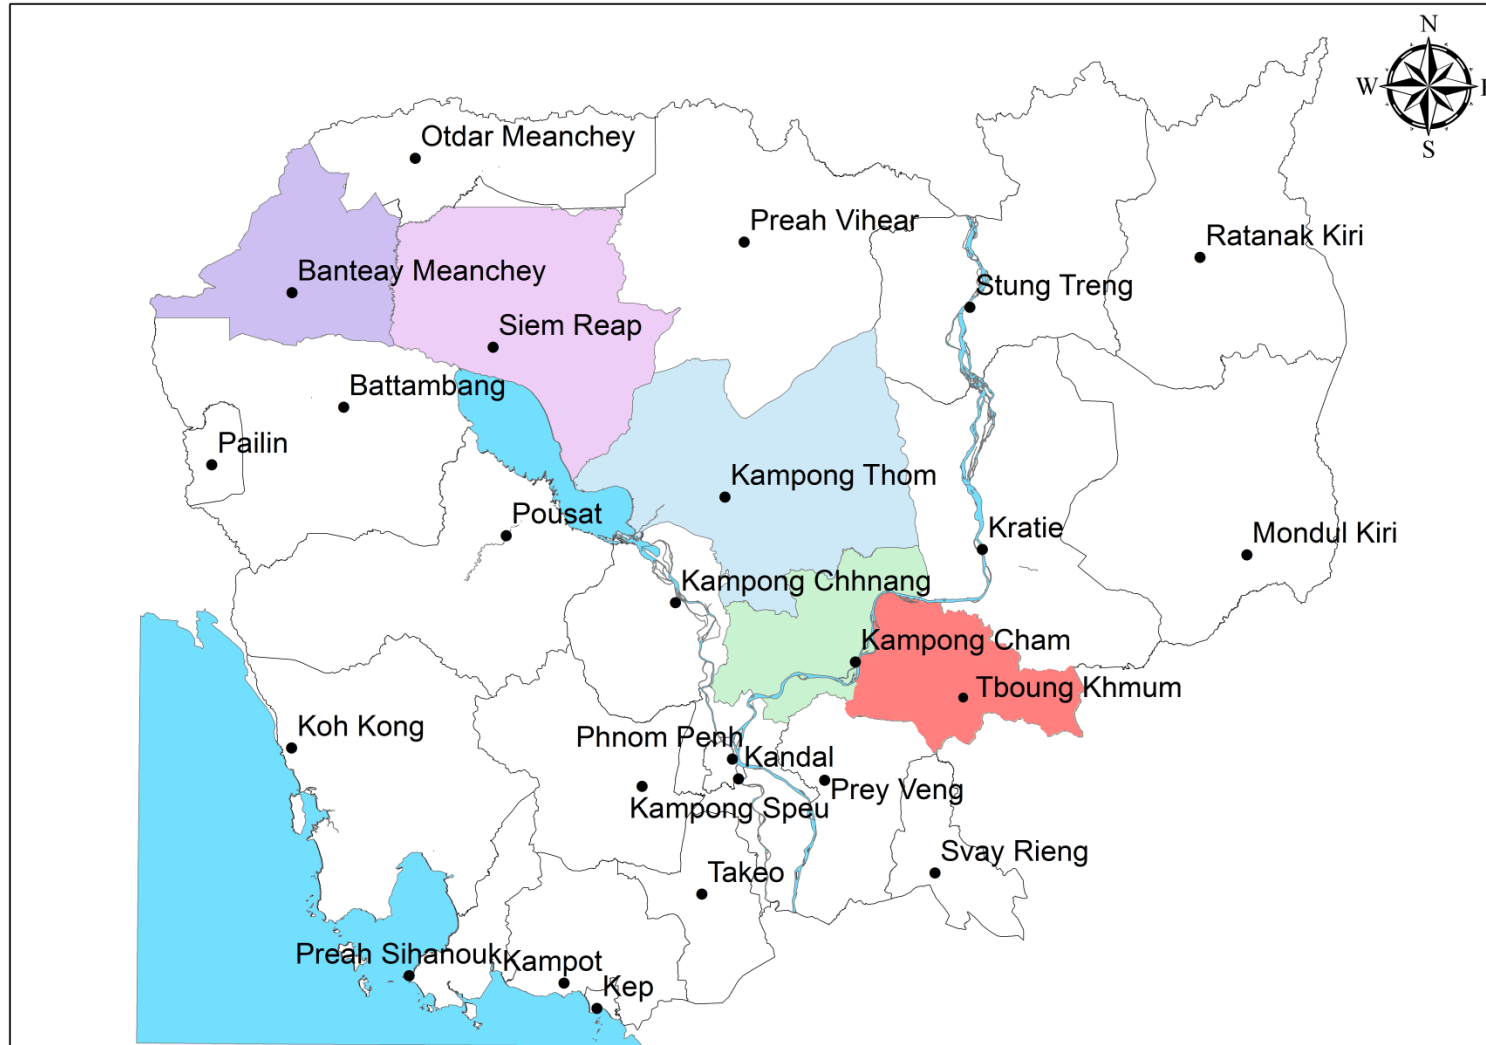 N
W
E
S
Otdar Meanchey
Preah Vihear
Ratanak Kiri
Banteay Meanchey
Stung Treng
Siem Reap
Battambang
Pailin
Kampong Thom
Pousat
Kratie
Mondul Kiri
Kampong Chhnang
Kampong Cham
Tboung Khmum
Koh Kong
Phnom Penh
Kandal
Prey Veng
Kampong Speu
Svay Rieng
Takeo
Preah Sihanouk
Kampot
Kep